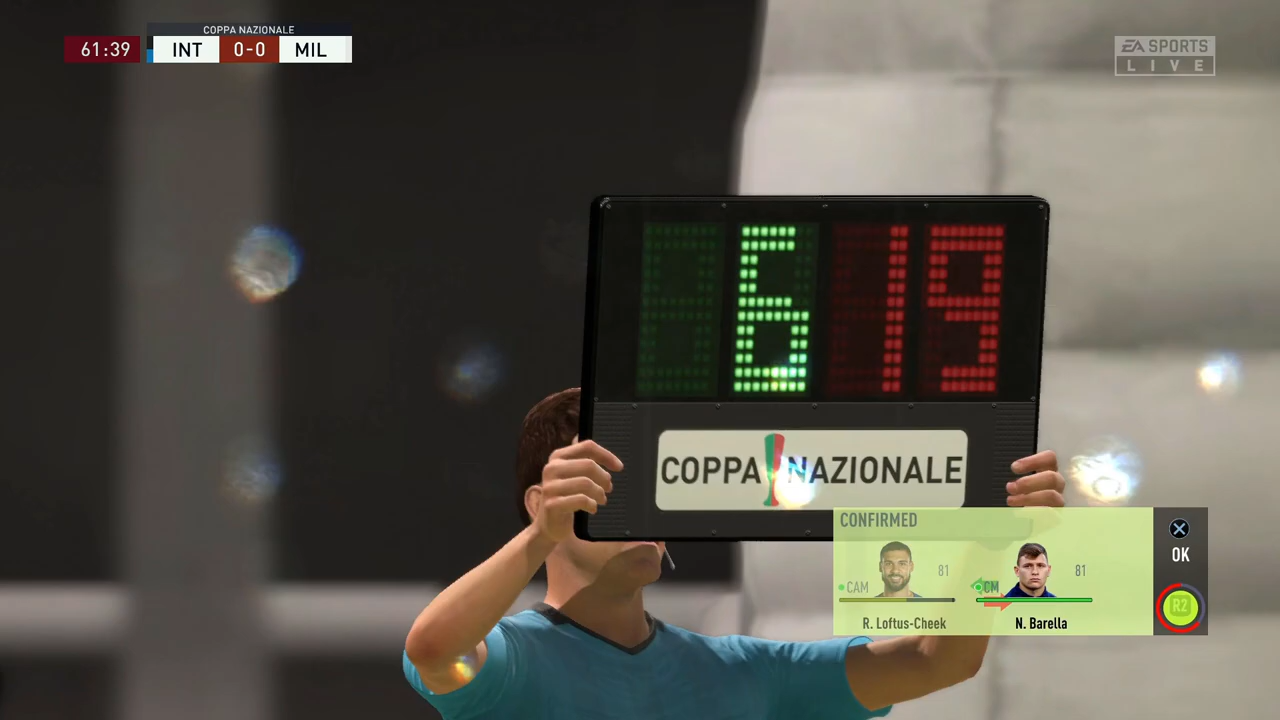 COPPA NAZIONALE
61:39 INT 0-0 MIL
EA SPORTS
LIVE
6 19
COPPA NAZIONALE
CONFIRMED
OK
CAM 81 CM 81
R2
R. Loftus-Cheek N. Barella